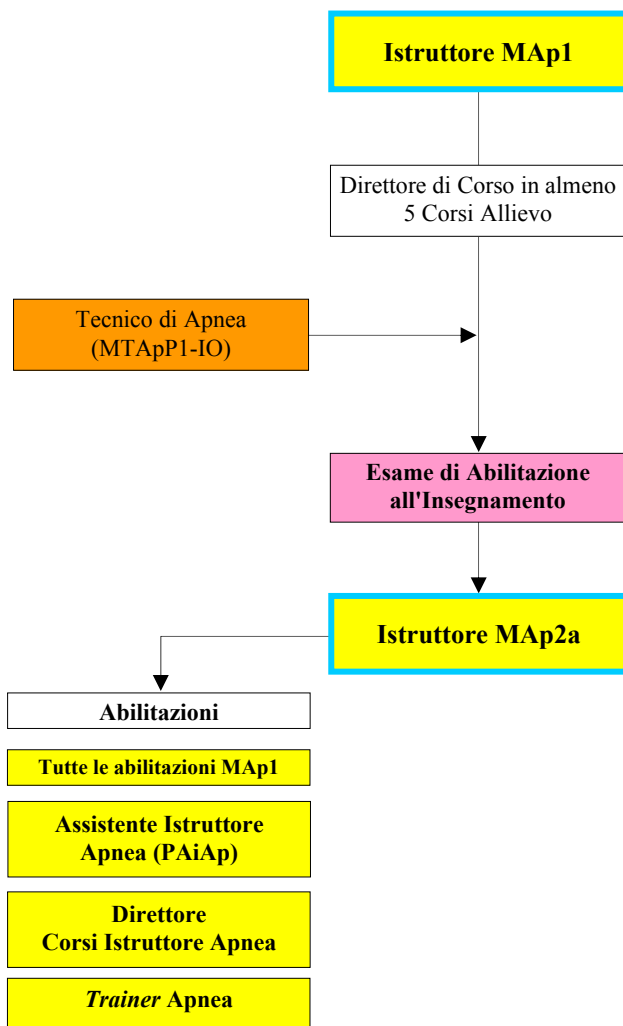 Istruttore MAp1
Direttore di Corso in almeno
5 Corsi Allievo
Tecnico di Apnea
(MTApP1-IO)
Esame di Abilitazione
all'Insegnamento
Istruttore MAp2a
Abilitazioni
Tutte le abilitazioni MAp1
Assistente Istruttore
Apnea (PAiAp)
Direttore
Corsi Istruttore Apnea
Trainer Apnea